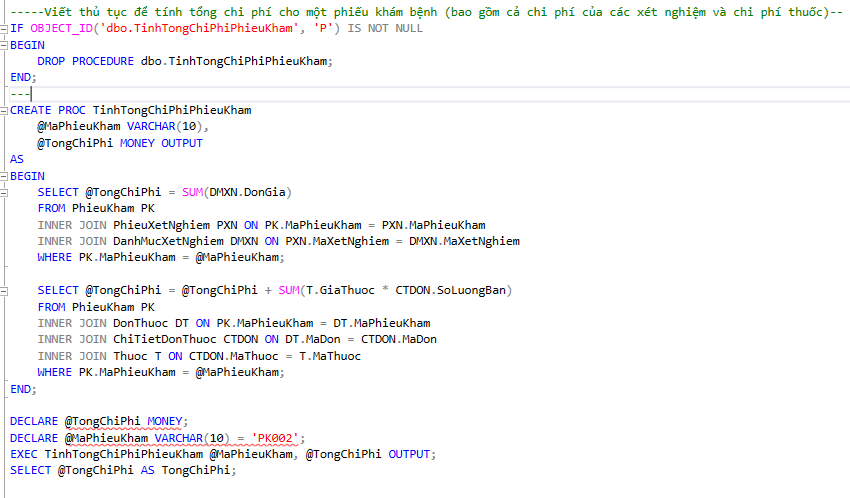 -----Viết thủ tục để tính tổng chi phí cho một phiếu khám bệnh (bao gồm cả chi phí của các xét nghiệm và chi phí thuốc)--
IF OBJECT_ID('dbo.TinhTongChiPhiPhieuKham', 'P') IS NOT NULL
BEGIN
    DROP PROCEDURE dbo.TinhTongChiPhiPhieuKham;
END;
---
CREATE PROC TinhTongChiPhiPhieuKham
    @MaPhieuKham VARCHAR(10),
    @TongChiPhi MONEY OUTPUT
AS
BEGIN
    SELECT @TongChiPhi = SUM(DMXN.DonGia)
    FROM PhieuKham PK
    INNER JOIN PhieuXetNghiem PXN ON PK.MaPhieuKham = PXN.MaPhieuKham
    INNER JOIN DanhMucXetNghiem DMXN ON PXN.MaXetNghiem = DMXN.MaXetNghiem
    WHERE PK.MaPhieuKham = @MaPhieuKham;
    SELECT @TongChiPhi = @TongChiPhi + SUM(T.GiaThuoc * CTDON.SoLuongBan)
    FROM PhieuKham PK
    INNER JOIN DonThuoc DT ON PK.MaPhieuKham = DT.MaPhieuKham
    INNER JOIN ChiTietDonThuoc CTDON ON DT.MaDon = CTDON.MaDon
    INNER JOIN Thuoc T ON CTDON.MaThuoc = T.MaThuoc
    WHERE PK.MaPhieuKham = @MaPhieuKham;
END;
DECLARE @TongChiPhi MONEY;
DECLARE @MaPhieuKham VARCHAR(10) = 'PK002';
EXEC TinhTongChiPhiPhieuKham @MaPhieuKham, @TongChiPhi OUTPUT;
SELECT @TongChiPhi AS TongChiPhi;